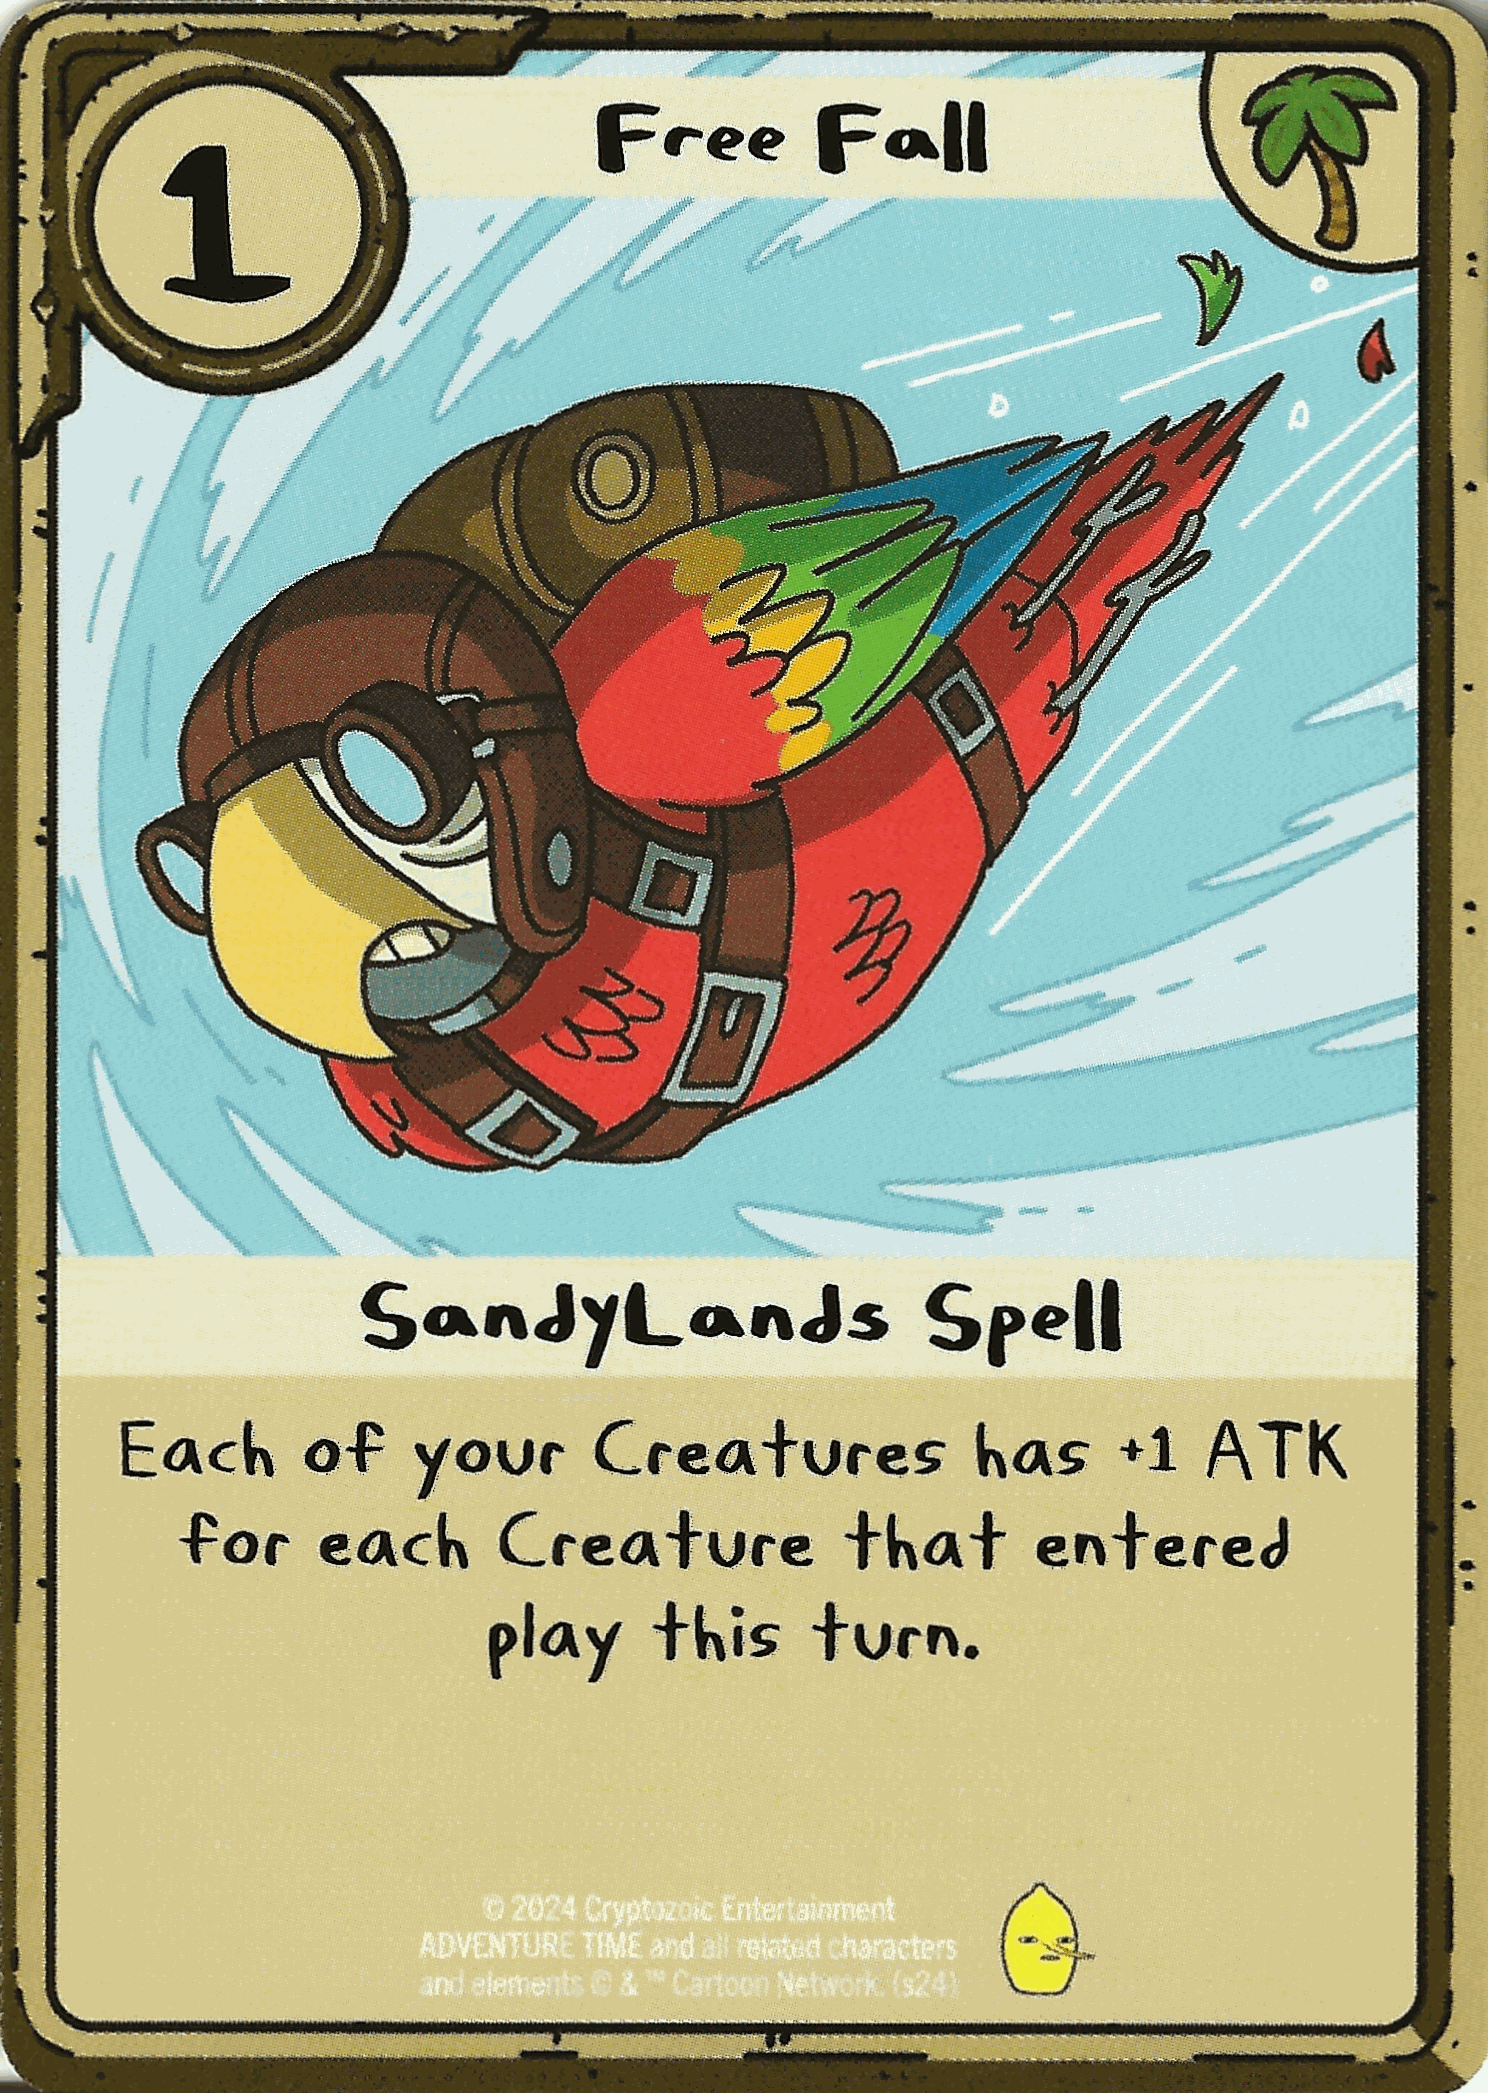 1
Free Fall
SandyLands Spell
Each of your Creatures has +1 ATK
for each Creature that entered
play this turn.
© 2024 Cryptozoic Entertainment
ADVENTURE TIME and all related characters
and elements © & ™ Cartoon Network. (s24)